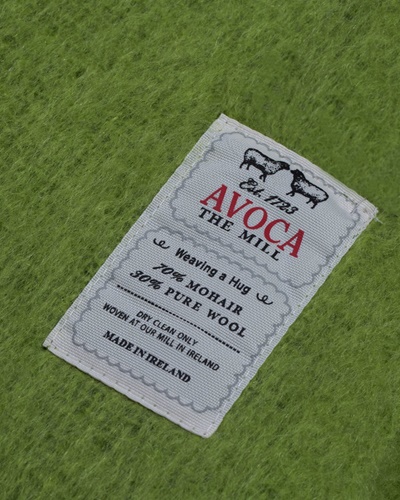 Est. 1723
AVOCA
THE MILL
Weaving a Hug
70% MOHAIR
30% PURE WOOL
DRY CLEAN ONLY
WOVEN AT OUR MILL IN IRELAND
MADE IN IRELAND